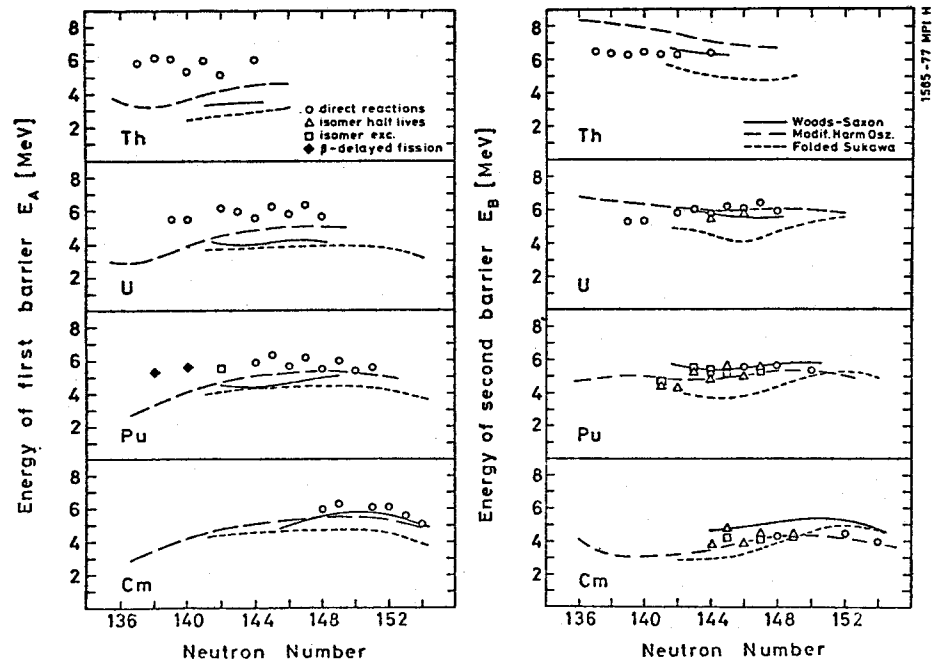 Energy of first barrier E_A [MeV]
8
6
4
2
Th
○ direct reactions
△ isomer half lives
□ isomer exc.
◆ β-delayed fission
8
6
4
2
U
8
6
4
2
Pu
8
6
4
2
Cm
136 140 144 148 152
Neutron Number
Energy of second barrier E_B [MeV]
8
6
4
2
Th
Woods-Saxon
Modif. Harm Osz.
Folded Sukawa
8
6
4
2
U
8
6
4
2
Pu
8
6
4
2
Cm
136 140 144 148 152
Neutron Number
1585-77 MPI H